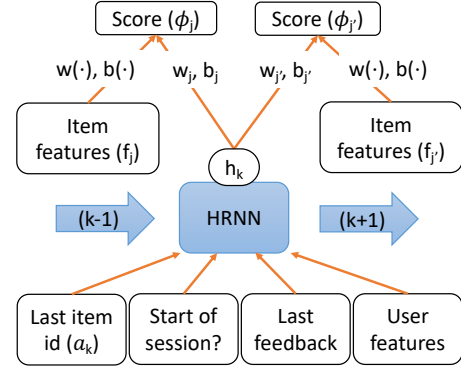 Score (ϕj) Score (ϕj')
w(·), b(·) wj, bj wj', bj' w(·), b(·)
Item
features (fj)
Item
features (fj')
hk
(k-1)
HRNN
(k+1)
Last item
id (ak)
Start of
session?
Last
feedback
User
features